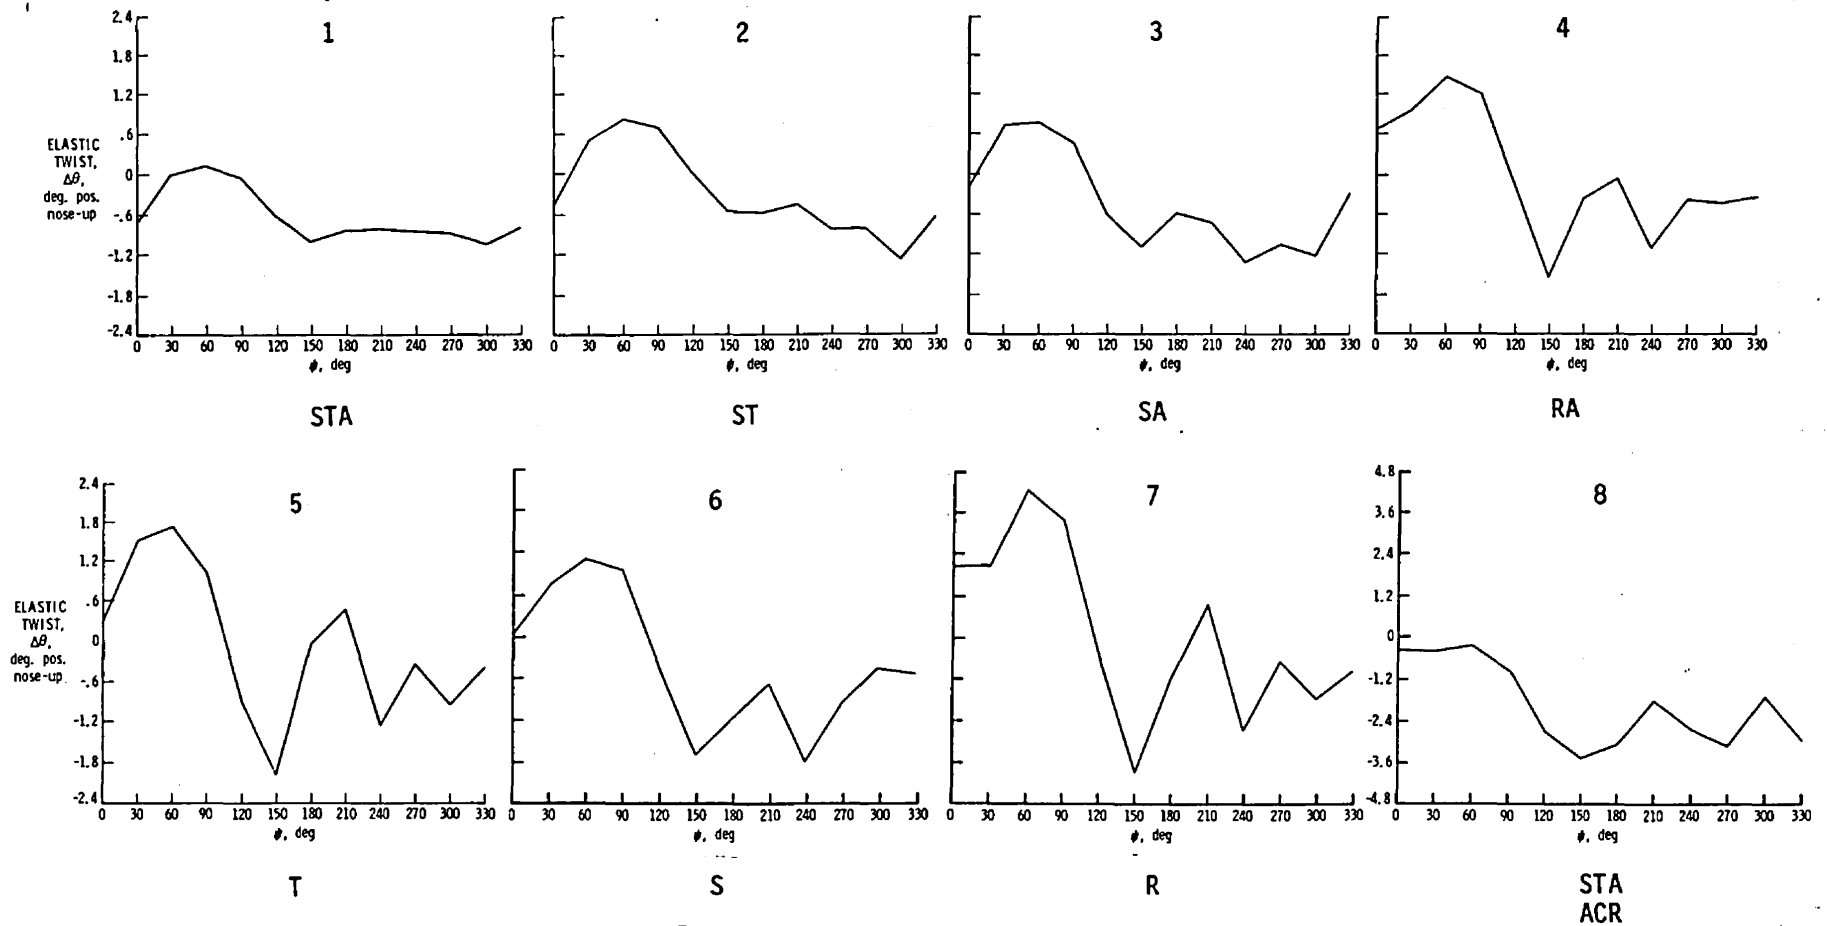 1
2
3
4
2.4
1.8
1.2
.6
0
-.6
-1.2
-1.8
-2.4
ELASTIC
TWIST,
Δθ,
deg. pos.
nose-up
0 30 60 90 120 150 180 210 240 270 300 330
ψ, deg
0 30 60 90 120 150 180 210 240 270 300 330
ψ, deg
0 30 60 90 120 150 180 210 240 270 300 330
ψ, deg
0 30 60 90 120 150 180 210 240 270 300 330
ψ, deg
STA
ST
SA
RA
5
6
7
8
2.4
1.8
1.2
.6
0
-.6
-1.2
-1.8
-2.4
ELASTIC
TWIST,
Δθ,
deg. pos.
nose-up
4.8
3.6
2.4
1.2
0
-1.2
-2.4
-3.6
-4.8
0 30 60 90 120 150 180 210 240 270 300 330
ψ, deg
0 30 60 90 120 150 180 210 240 270 300 330
ψ, deg
0 30 60 90 120 150 180 210 240 270 300 330
ψ, deg
0 30 60 90 120 150 180 210 240 270 300 330
ψ, deg
T
S
R
STA
ACR